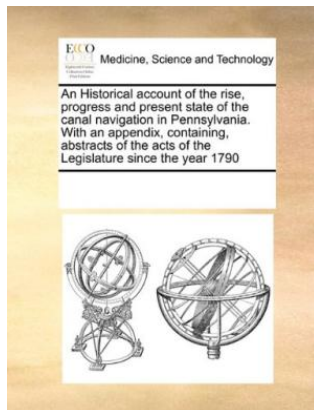 ECCO
Medicine, Science and Technology
An Historical account of the rise,
progress and present state of the
canal navigation in Pennsylvania.
With an appendix, containing,
abstracts of the acts of the
Legislature since the year 1790